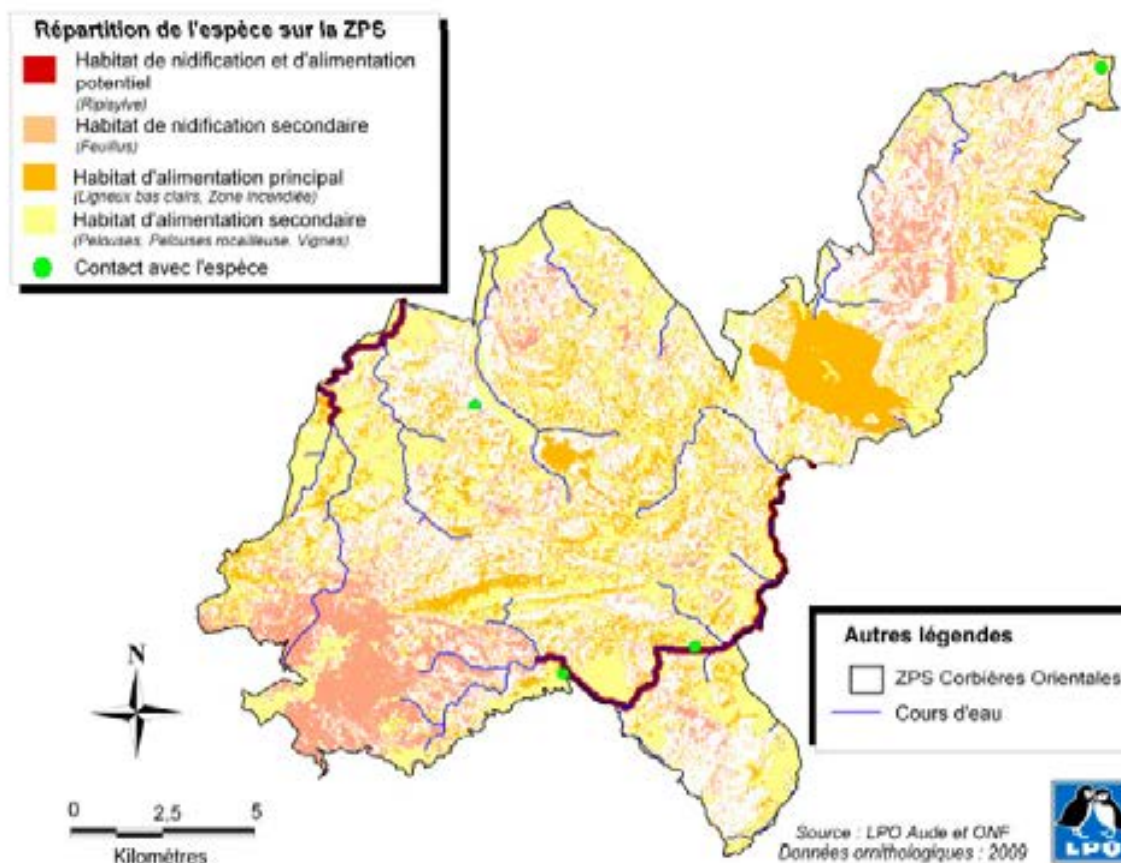 Répartition de l'espèce sur la ZPS
Habitat de nidification et d'alimentation
potentiel
(Ripisylve)
Habitat de nidification secondaire
(Feuillus)
Habitat d'alimentation principal
(Ligneux bas clairs, Zone incendiée)
Habitat d'alimentation secondaire
(Pelouses, Pelouses rocailleuse, Vignes)
Contact avec l'espèce
N
0 2,5 5
Kilomètres
Autres légendes
ZPS Corbières Orientales
Cours d'eau
Source : LPO Aude et ONF
Données ornithologiques : 2009
LPO